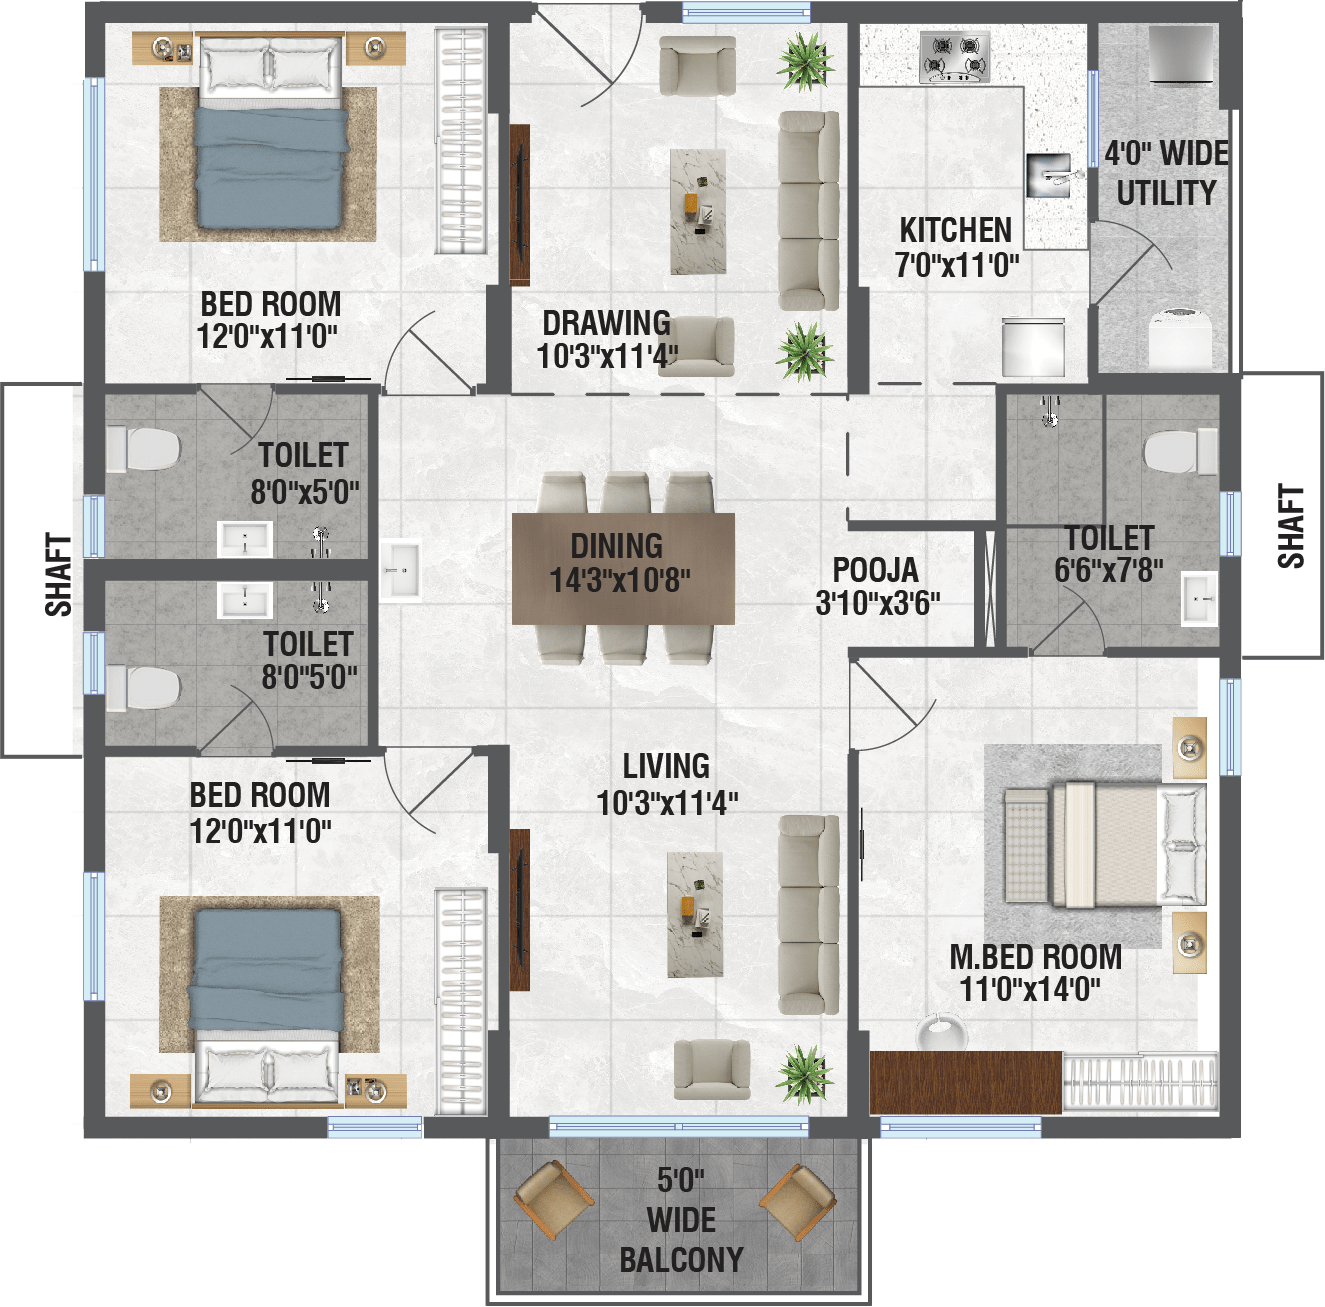 4'0" WIDE
UTILITY
KITCHEN
7'0"x11'0"
BED ROOM
12'0"x11'0"
DRAWING
10'3"x11'4"
TOILET
8'0"x5'0"
SHAFT
SHAFT
DINING
14'3"x10'8"
POOJA
3'10"x3'6"
TOILET
6'6"x7'8"
TOILET
8'0"5'0"
LIVING
10'3"x11'4"
BED ROOM
12'0"x11'0"
M.BED ROOM
11'0"x14'0"
5'0"
WIDE
BALCONY